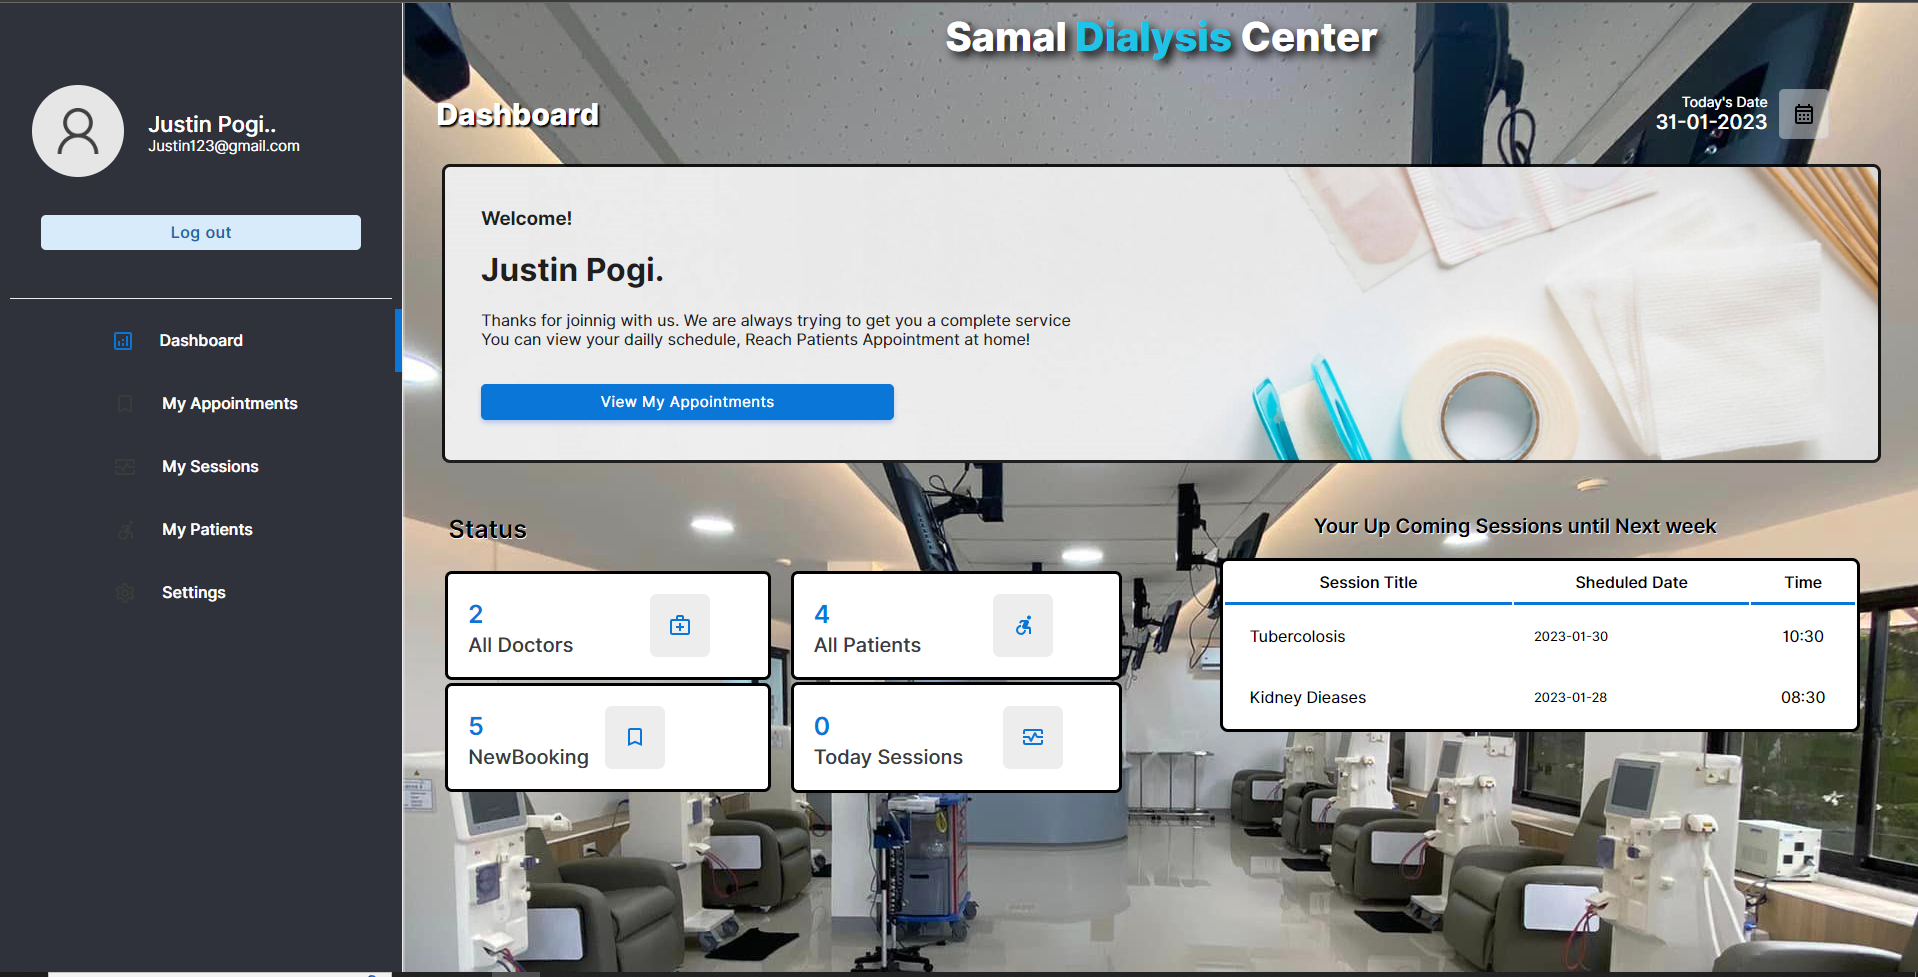 Samal Dialysis Center
Justin Pogi..
Justin123@gmail.com
Log out
Dashboard
My Appointments
My Sessions
My Patients
Settings
Dashboard
Today's Date
31-01-2023
Welcome!
Justin Pogi.
Thanks for joinnig with us. We are always trying to get you a complete service
You can view your dailly schedule, Reach Patients Appointment at home!
View My Appointments
Status
2
All Doctors
4
All Patients
5
NewBooking
0
Today Sessions
Your Up Coming Sessions until Next week
Session Title Sheduled Date Time
Tubercolosis 2023-01-30 10:30
Kidney Dieases 2023-01-28 08:30